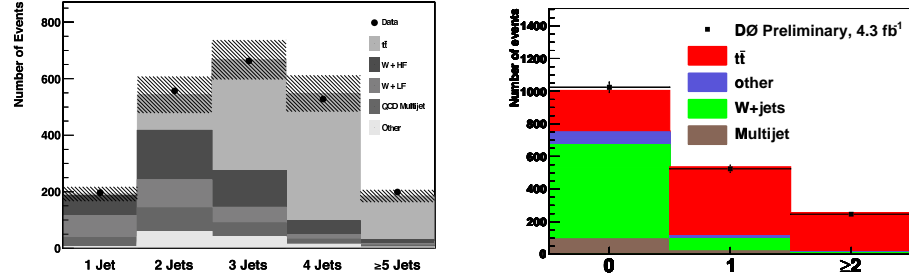 Number of Events
800
600
400
200
0
Data
tt̄
W + HF
W + LF
QCD Multijet
Other
1 Jet
2 Jets
3 Jets
4 Jets
≥5 Jets
Number of events
1400
1200
1000
800
600
400
200
0
DØ Preliminary, 4.3 fb⁻¹
tt̄
other
W+jets
Multijet
0
1
≥2